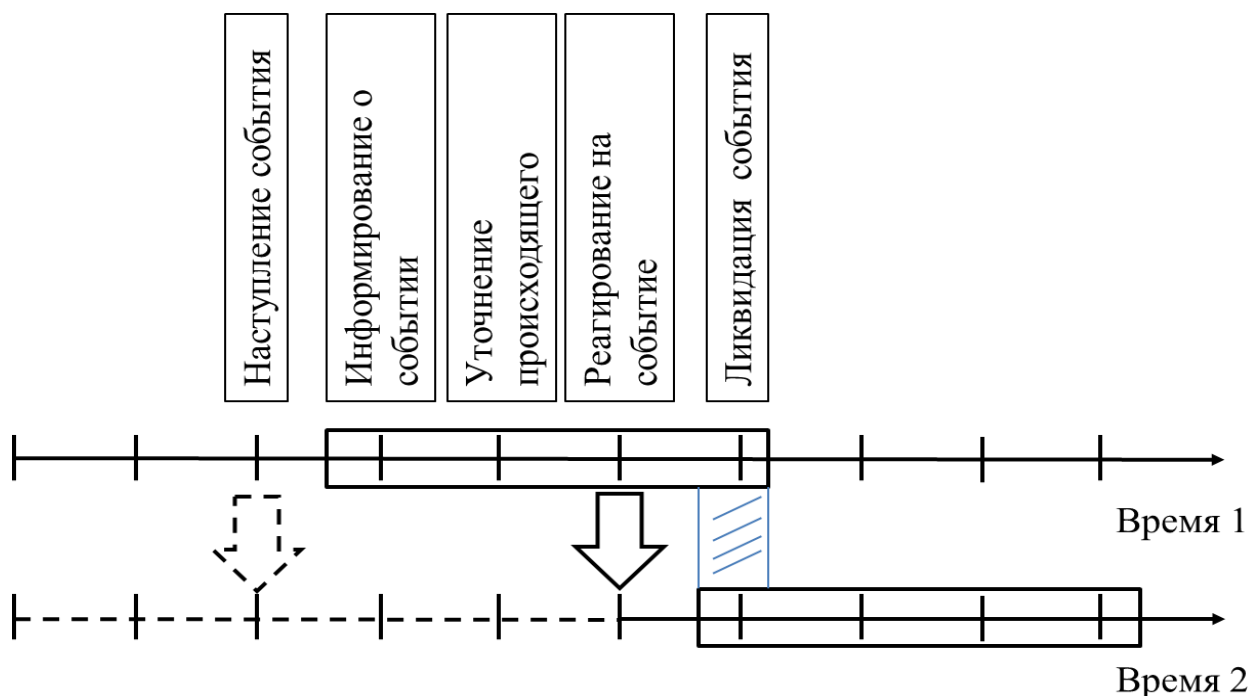 Наступление события
Информирование о
событии
Уточнение
происходящего
Реагирование на
событие
Ликвидация события
Время 1
Время 2